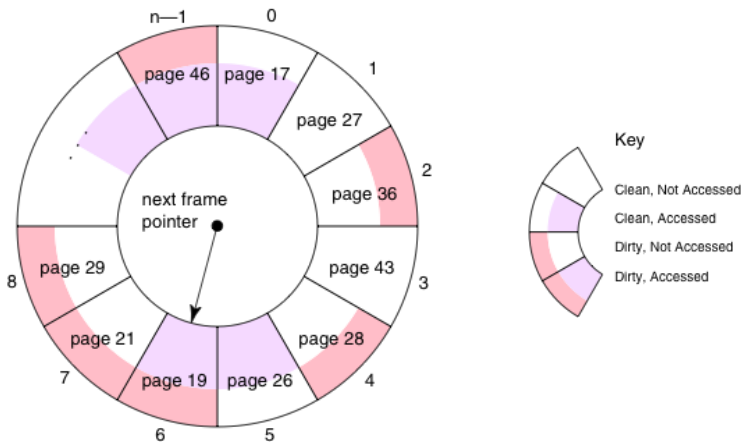 n—1
0
page 46
page 17
1
page 27
2
page 36
next frame
pointer
page 43
3
page 29
8
page 21
page 28
7
page 19
page 26
4
6
5
Key
Clean, Not Accessed
Clean, Accessed
Dirty, Not Accessed
Dirty, Accessed